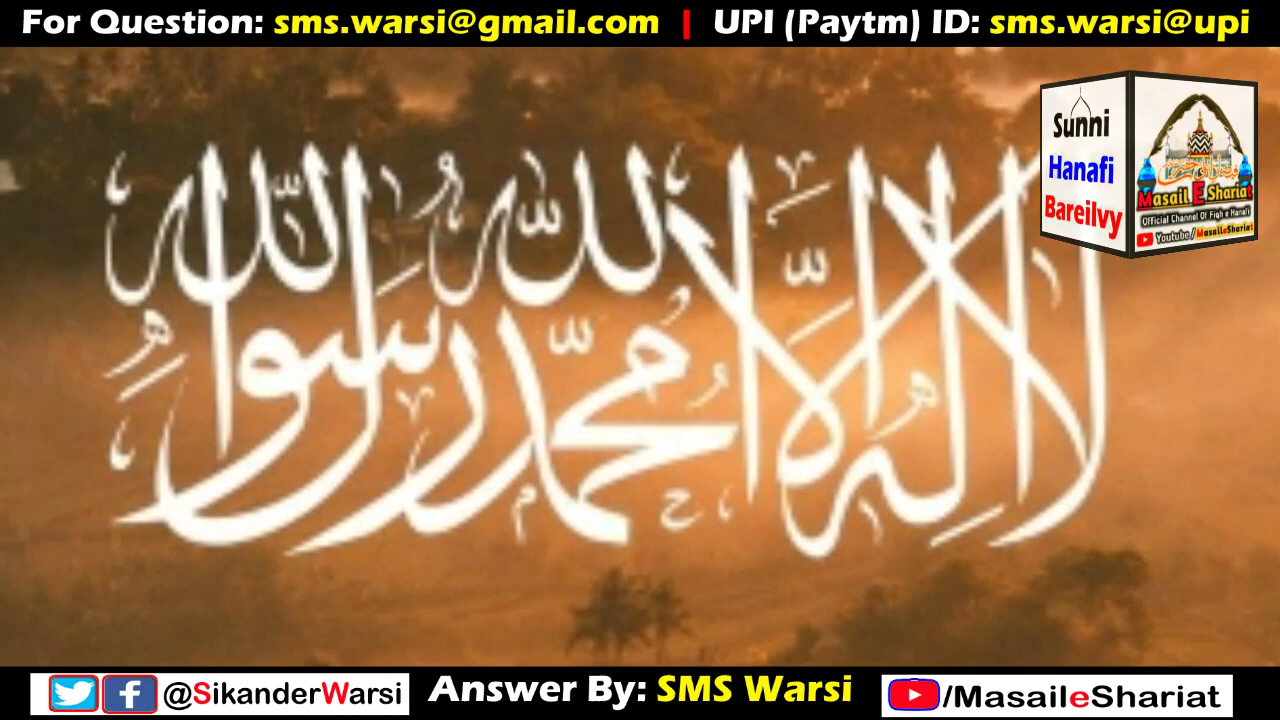 For Question: sms.warsi@gmail.com | UPI (Paytm) ID: sms.warsi@upi
Sunni
Hanafi
Bareilvy
Masail E Shariat
Official Channel Of Fiqh e Hanafi
Youtube/MasaileShariat
لا إله إلا الله محمد رسول الله
@SikanderWarsi
Answer By: SMS Warsi
/MasaileShariat